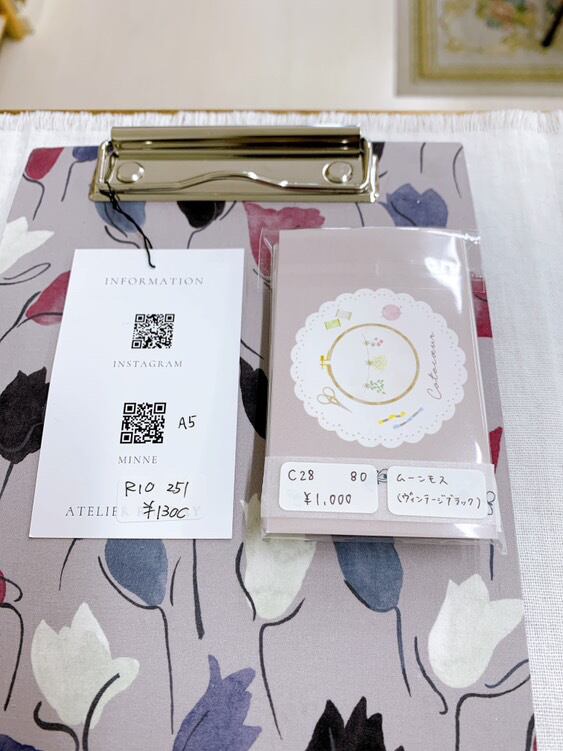 INFORMATION
INSTAGRAM
A5
MINNE
R10 251
¥1300
ATELIER
Cotocoeur
C28 80
¥1,000
ムーンモス
(ヴィンテージブラック)